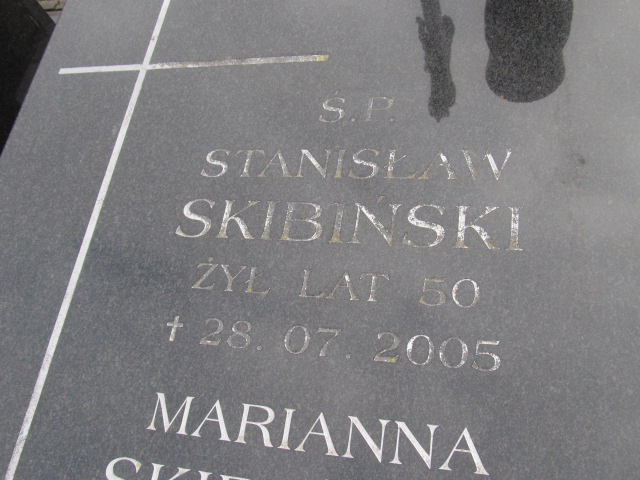 Ś.P.
STANISŁAW
SKIBIŃSKI
ŻYŁ LAT 50
† 28. 07. 2005
MARIANNA